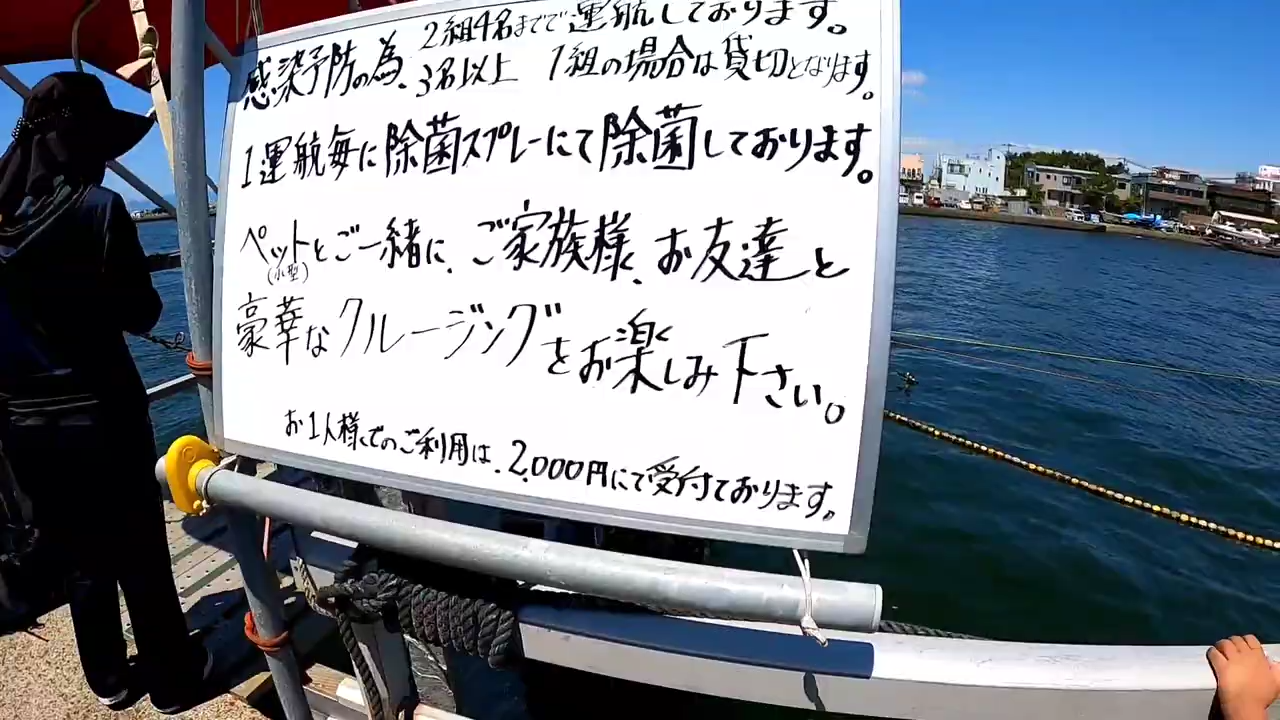 感染予防の為、2組4名までで運航しております。
3名以上 1組の場合は貸切となります。
1運航毎に除菌スプレーにて除菌しております。
ペットとご一緒に、ご家族様、お友達と
(小型)
豪華なクルージングをお楽しみ下さい。
お1人様でのご利用は、2,000円にて受付ております。